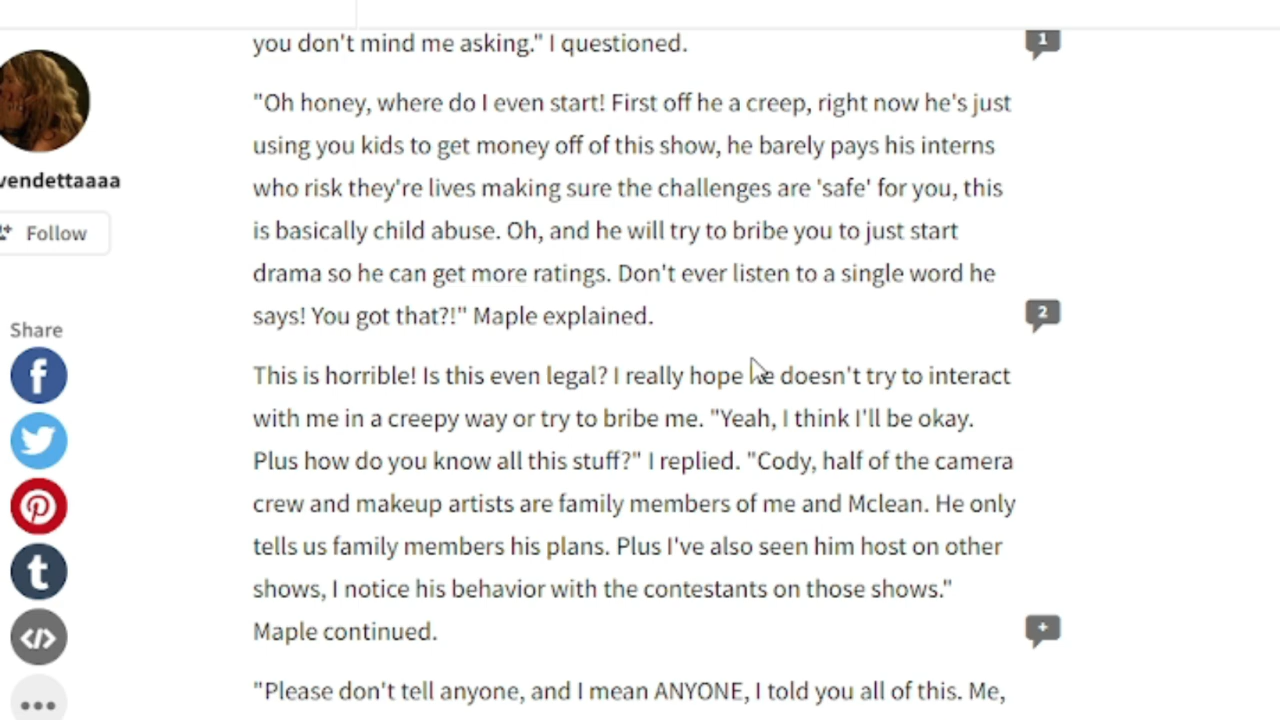 you don't mind me asking." I questioned.
1
"Oh honey, where do I even start! First off he a creep, right now he's just
using you kids to get money off of this show, he barely pays his interns
who risk they're lives making sure the challenges are 'safe' for you, this
is basically child abuse. Oh, and he will try to bribe you to just start
drama so he can get more ratings. Don't ever listen to a single word he
says! You got that?!" Maple explained.
2
This is horrible! Is this even legal? I really hope he doesn't try to interact
with me in a creepy way or try to bribe me. "Yeah, I think I'll be okay.
Plus how do you know all this stuff?" I replied. "Cody, half of the camera
crew and makeup artists are family members of me and Mclean. He only
tells us family members his plans. Plus I've also seen him host on other
shows, I notice his behavior with the contestants on those shows."
Maple continued.
+
"Please don't tell anyone, and I mean ANYONE, I told you all of this. Me,
vendettaaaa
Follow
Share